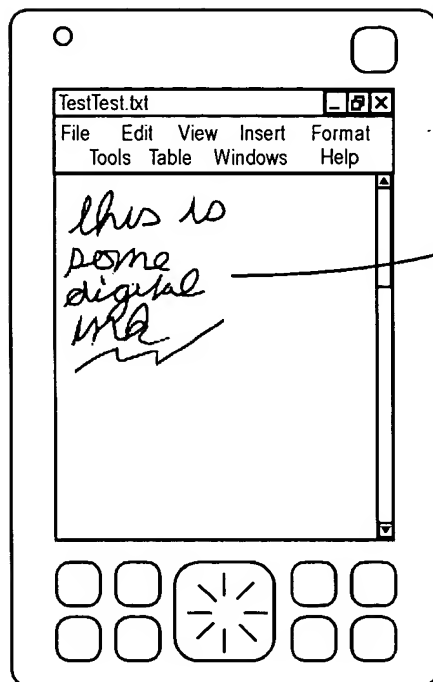 TestTest.txt
File Edit View Insert Format
Tools Table Windows Help
this is
some
digital
ink